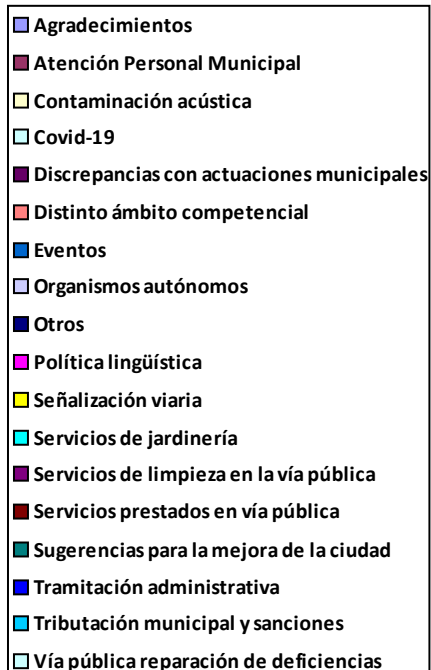 Agradecimientos
Atención Personal Municipal
Contaminación acústica
Covid-19
Discrepancias con actuaciones municipales
Distinto ámbito competencial
Eventos
Organismos autónomos
Otros
Política lingüística
Señalización viaria
Servicios de jardinería
Servicios de limpieza en la vía pública
Servicios prestados en vía pública
Sugerencias para la mejora de la ciudad
Tramitación administrativa
Tributación municipal y sanciones
Vía pública reparación de deficiencias